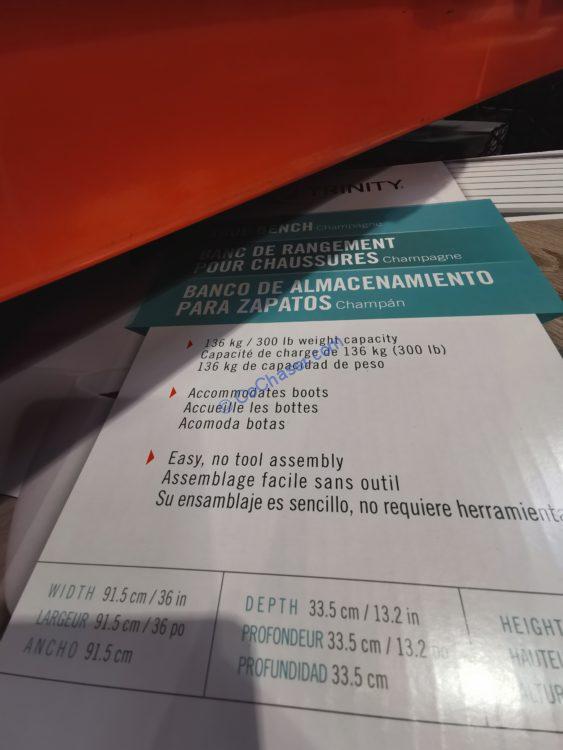 TRINITY
BENCH Champagne
BANC DE RANGEMENT
POUR CHAUSSURES Champagne
BANCO DE ALMACENAMIENTO
PARA ZAPATOS Champán
136 kg / 300 lb weight capacity
Capacité de charge de 136 kg (300 lb)
136 kg de capacidad de peso
© GoChaser.com
Accommodates boots
Accueille les bottes
Acomoda botas
Easy, no tool assembly
Assemblage facile sans outil
Su ensamblaje es sencillo, no requiere herramienta
WIDTH 91.5 cm / 36 in
LARGEUR 91.5 cm / 36 po
ANCHO 91.5 cm
DEPTH 33.5 cm / 13.2 in
PROFONDEUR 33.5 cm / 13.2 po
PROFUNDIDAD 33.5 cm
HEIGHT
HAUTE
ALTUR